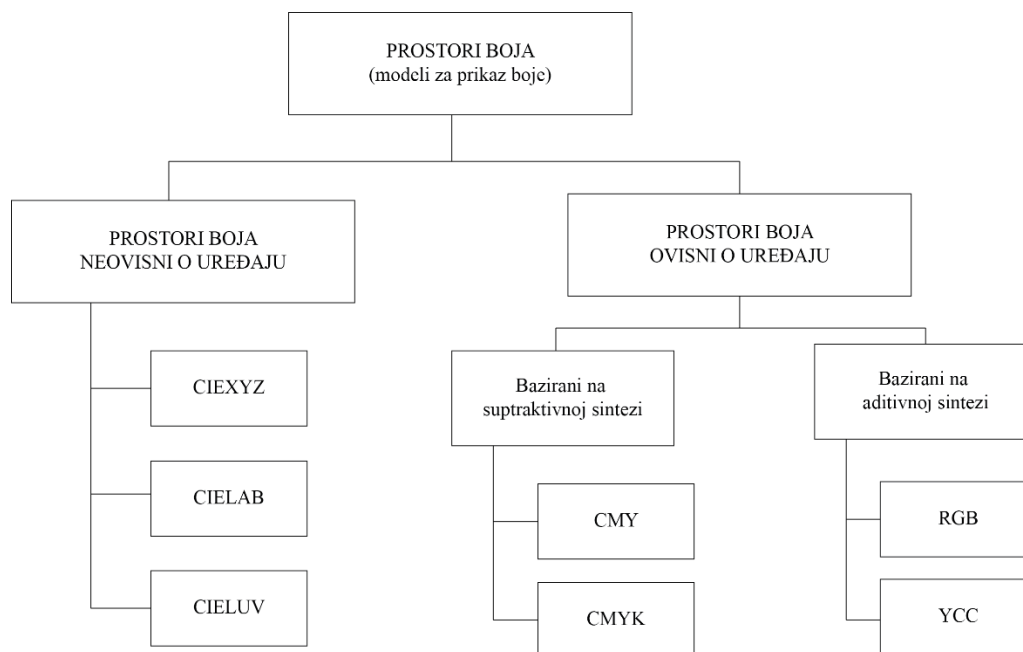 PROSTORI BOJA
(modeli za prikaz boje)
PROSTORI BOJA
NEOVISNI O UREĐAJU
CIEXYZ
CIELAB
CIELUV
PROSTORI BOJA
OVISNI O UREĐAJU
Bazirani na
suptraktivnoj sintezi
CMY
CMYK
Bazirani na
aditivnoj sintezi
RGB
YCC